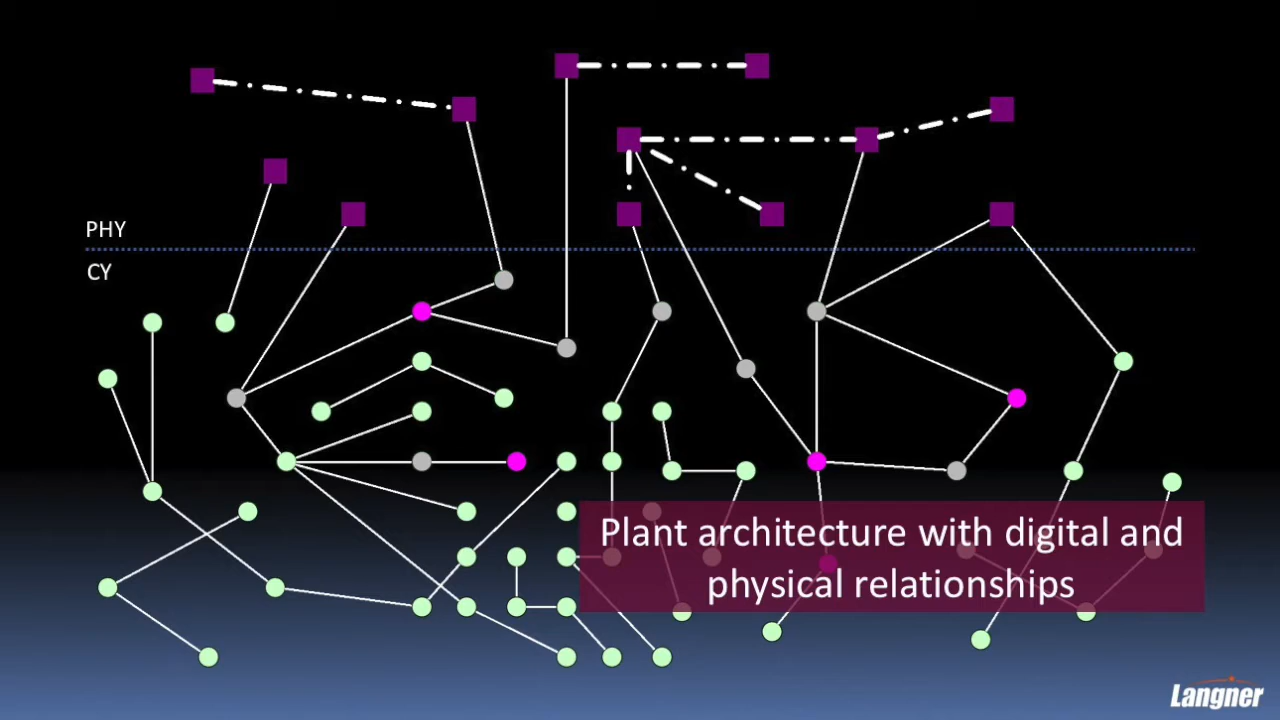 PHY
CY
Plant architecture with digital and
physical relationships
Langner